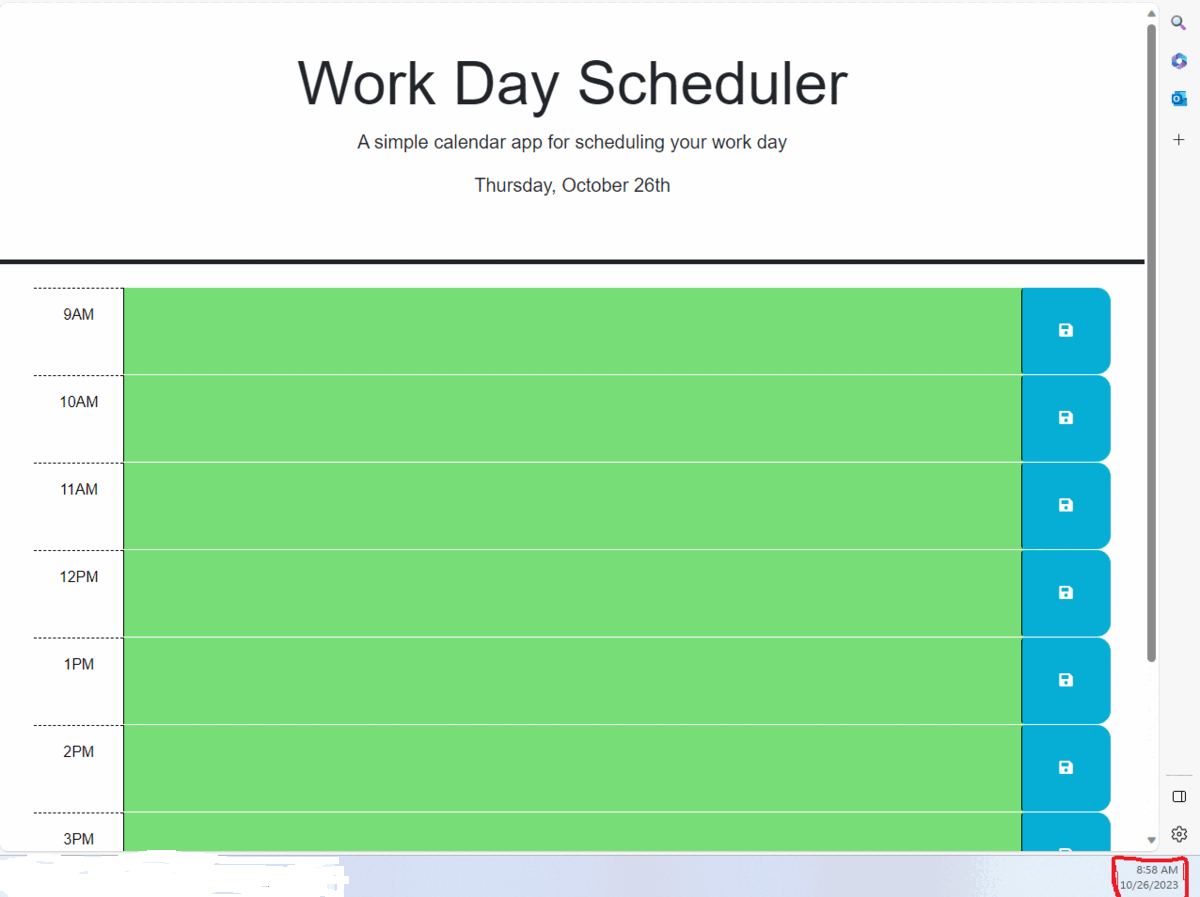 Work Day Scheduler
A simple calendar app for scheduling your work day
Thursday, October 26th
9AM
10AM
11AM
12PM
1PM
2PM
3PM
8:58 AM
10/26/2023